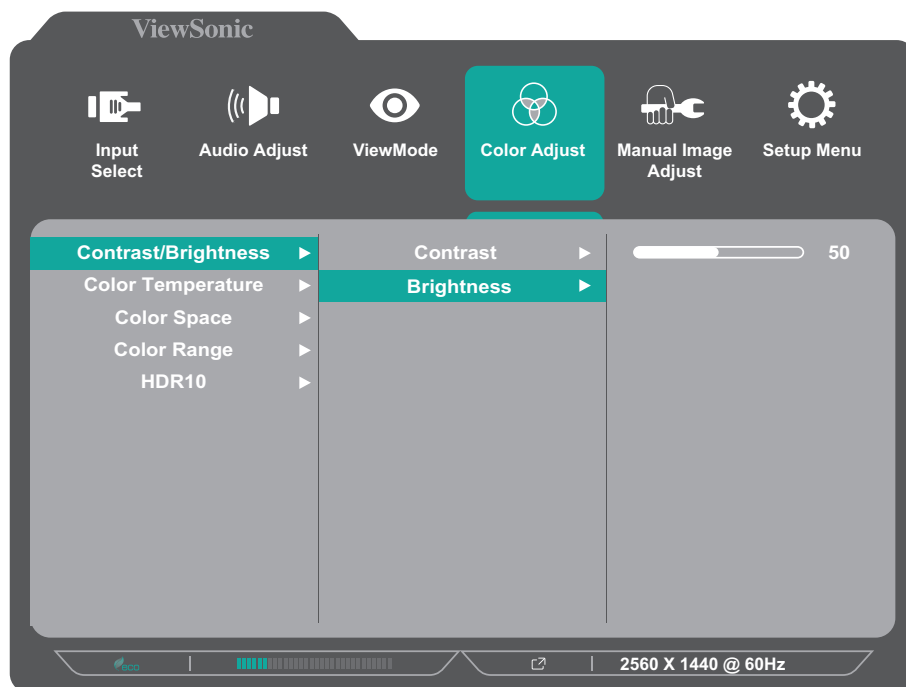 ViewSonic
Input Select
Audio Adjust
ViewMode
Color Adjust
Manual Image Adjust
Setup Menu
Contrast/Brightness
Color Temperature
Color Space
Color Range
HDR10
Contrast
Brightness
50
eco
2560 X 1440 @ 60Hz